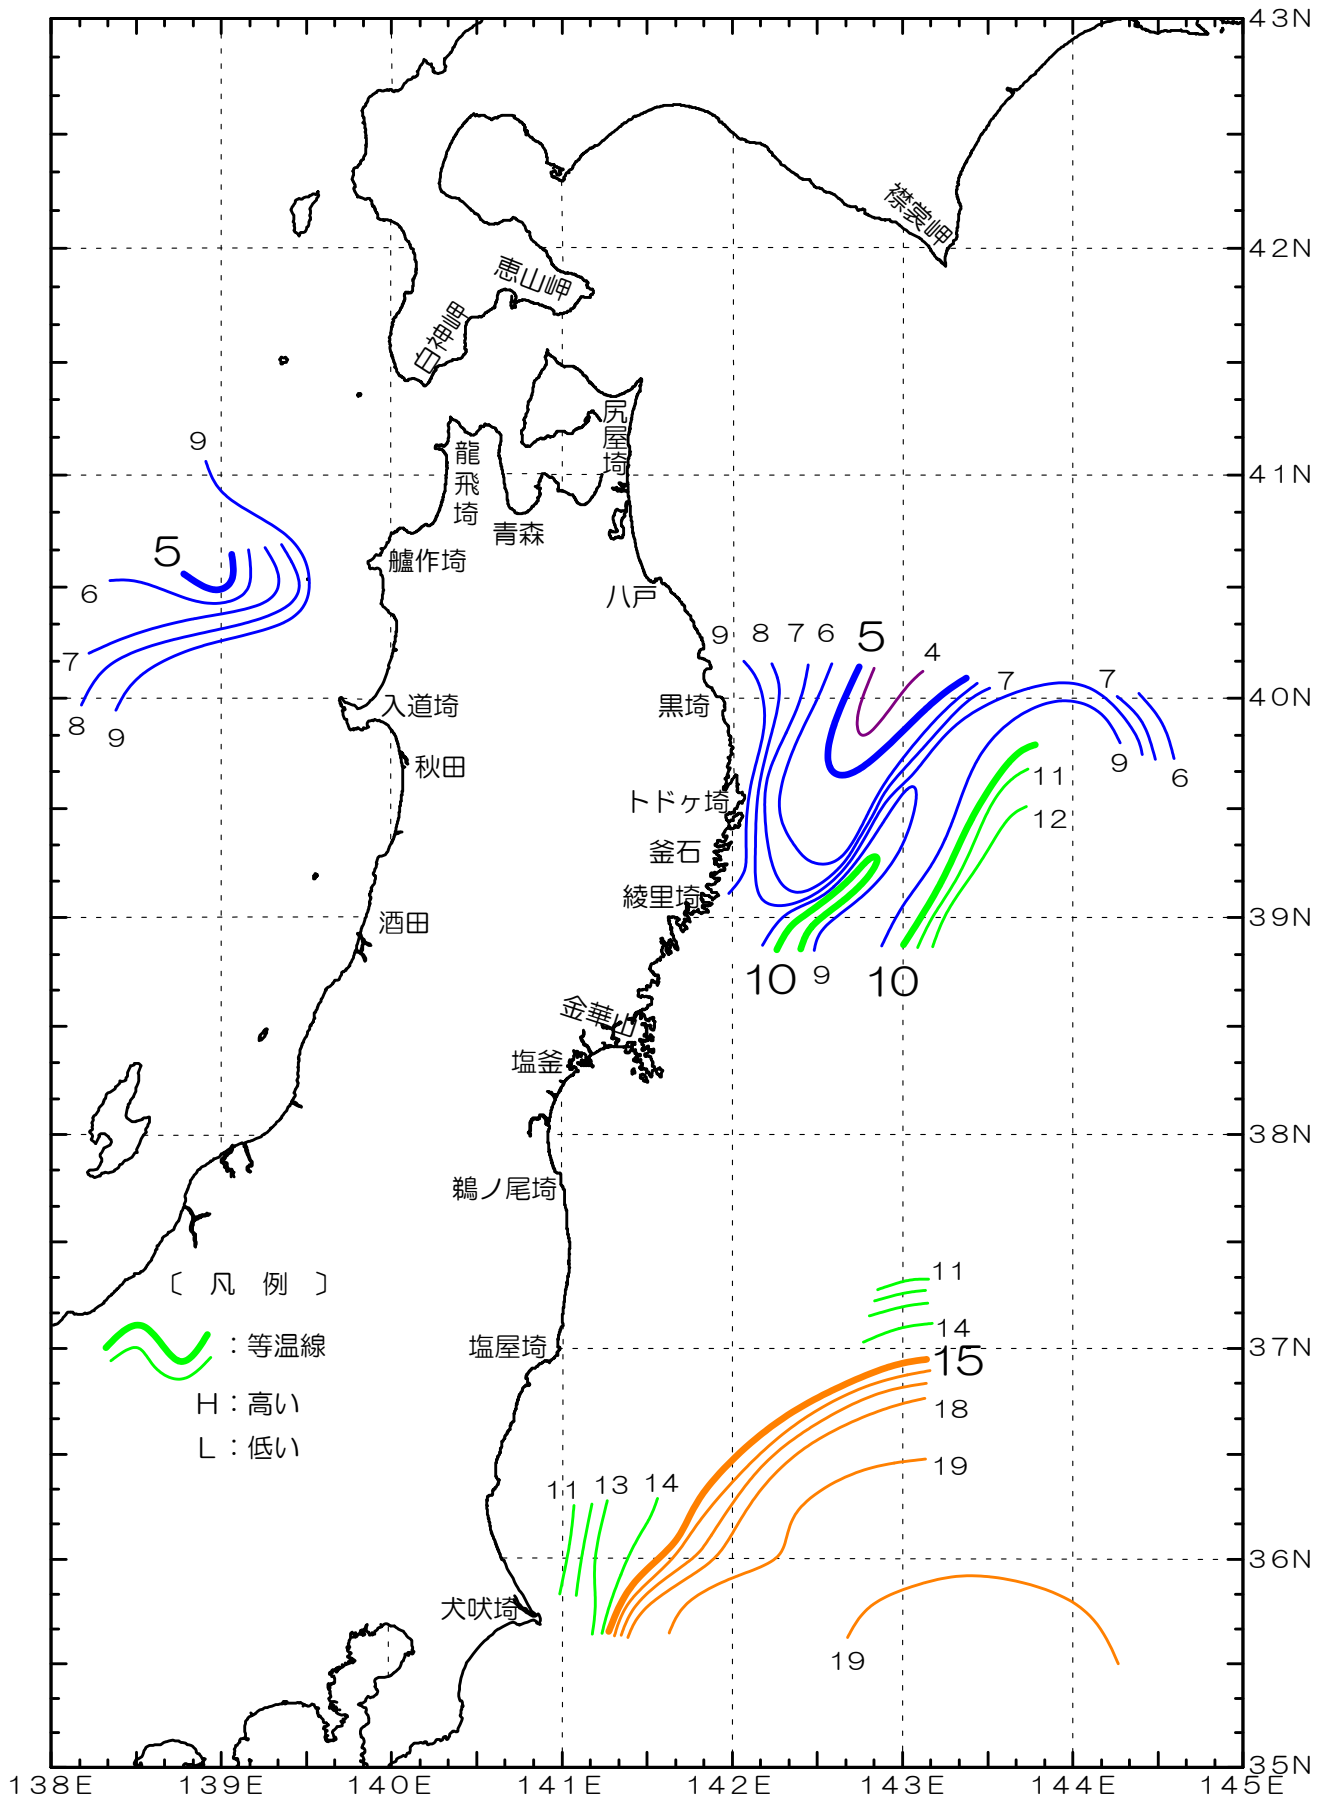 43N
襟裳岬
42N
恵山岬
白神岬
尻屋埼
9
龍飛埼
41N
青森
5
艫作埼
6
八戸
9 8 7 6 5 4
7
7 7
8
9
入道埼
黒埼
40N
秋田
9 6
11
トドヶ埼
12
釜石
綾里埼
酒田
39N
10 9 10
金華山
塩釜
38N
鵜ノ尾埼
〔 凡 例 〕
11
14
:等温線
塩屋埼
37N
15
H:高い
18
L:低い
19
11 13 14
36N
犬吠埼
19
35N
138E 139E 140E 141E 142E 143E 144E 145E